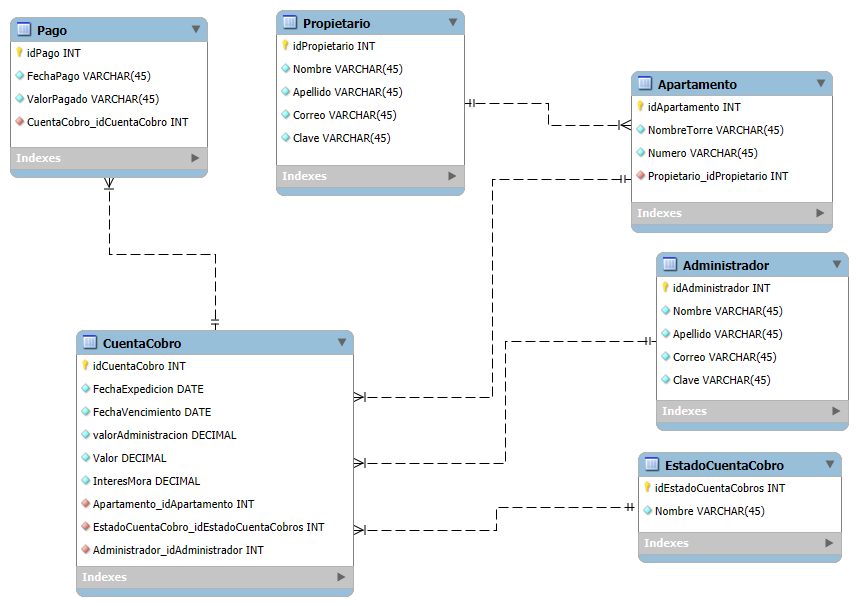 Pago
idPago INT
FechaPago VARCHAR(45)
ValorPagado VARCHAR(45)
CuentaCobro_idCuentaCobro INT
Indexes
Propietario
idPropietario INT
Nombre VARCHAR(45)
Apellido VARCHAR(45)
Correo VARCHAR(45)
Clave VARCHAR(45)
Indexes
Apartamento
idApartamento INT
NombreTorre VARCHAR(45)
Numero VARCHAR(45)
Propietario_idPropietario INT
Indexes
Administrador
idAdministrador INT
Nombre VARCHAR(45)
Apellido VARCHAR(45)
Correo VARCHAR(45)
Clave VARCHAR(45)
Indexes
CuentaCobro
idCuentaCobro INT
FechaExpedicion DATE
FechaVencimiento DATE
valorAdministracion DECIMAL
Valor DECIMAL
InteresMora DECIMAL
Apartamento_idApartamento INT
EstadoCuentaCobro_idEstadoCuentaCobros INT
Administrador_idAdministrador INT
Indexes
EstadoCuentaCobro
idEstadoCuentaCobros INT
Nombre VARCHAR(45)
Indexes